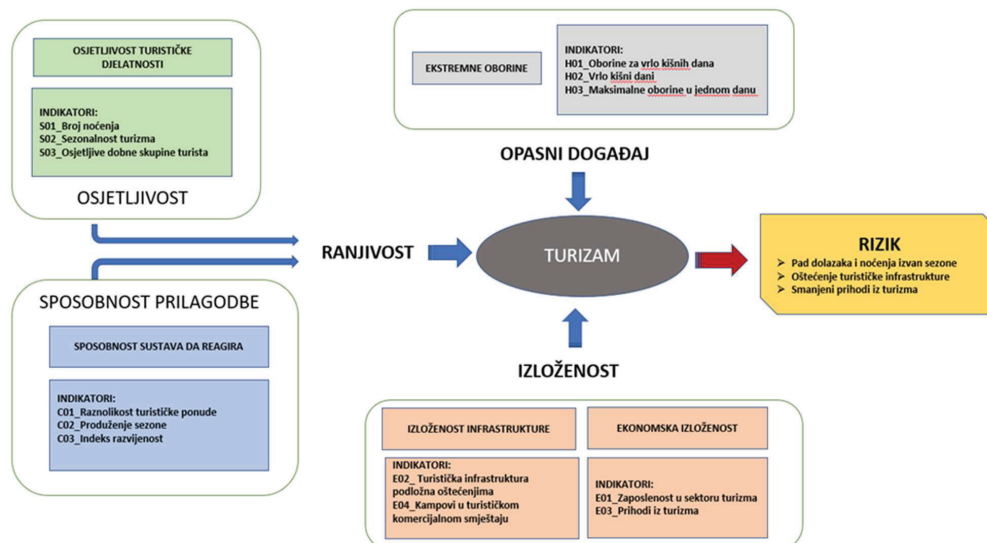 OSJETLJIVOST TURISTIČKE
DJELATNOSTI
INDIKATORI:
S01_Broj noćenja
S02_Sezonalnost turizma
S03_Osjetljive dobne skupine turista
OSJETLJIVOST
EKSTREMNE OBORINE
INDIKATORI:
H01_Oborine za vrlo kišnih dana
H02_Vrlo kišni dani
H03_Maksimalne oborine u jednom danu
OPASNI DOGAĐAJ
RANJIVOST
TURIZAM
RIZIK
➢ Pad dolazaka i noćenja izvan sezone
➢ Oštećenje turističke infrastrukture
➢ Smanjeni prihodi iz turizma
SPOSOBNOST PRILAGODBE
SPOSOBNOST SUSTAVA DA REAGIRA
INDIKATORI:
C01_Raznolikost turističke ponude
C02_Produženje sezone
C03_Indeks razvijenost
IZLOŽENOST
IZLOŽENOST INFRASTRUKTURE
INDIKATORI:
E02_ Turistička infrastruktura
podložna oštećenjima
E04_Kampovi u turističkom
komercijalnom smještaju
EKONOMSKA IZLOŽENOST
INDIKATORI:
E01_Zaposlenost u sektoru turizma
E03_Prihodi iz turizma